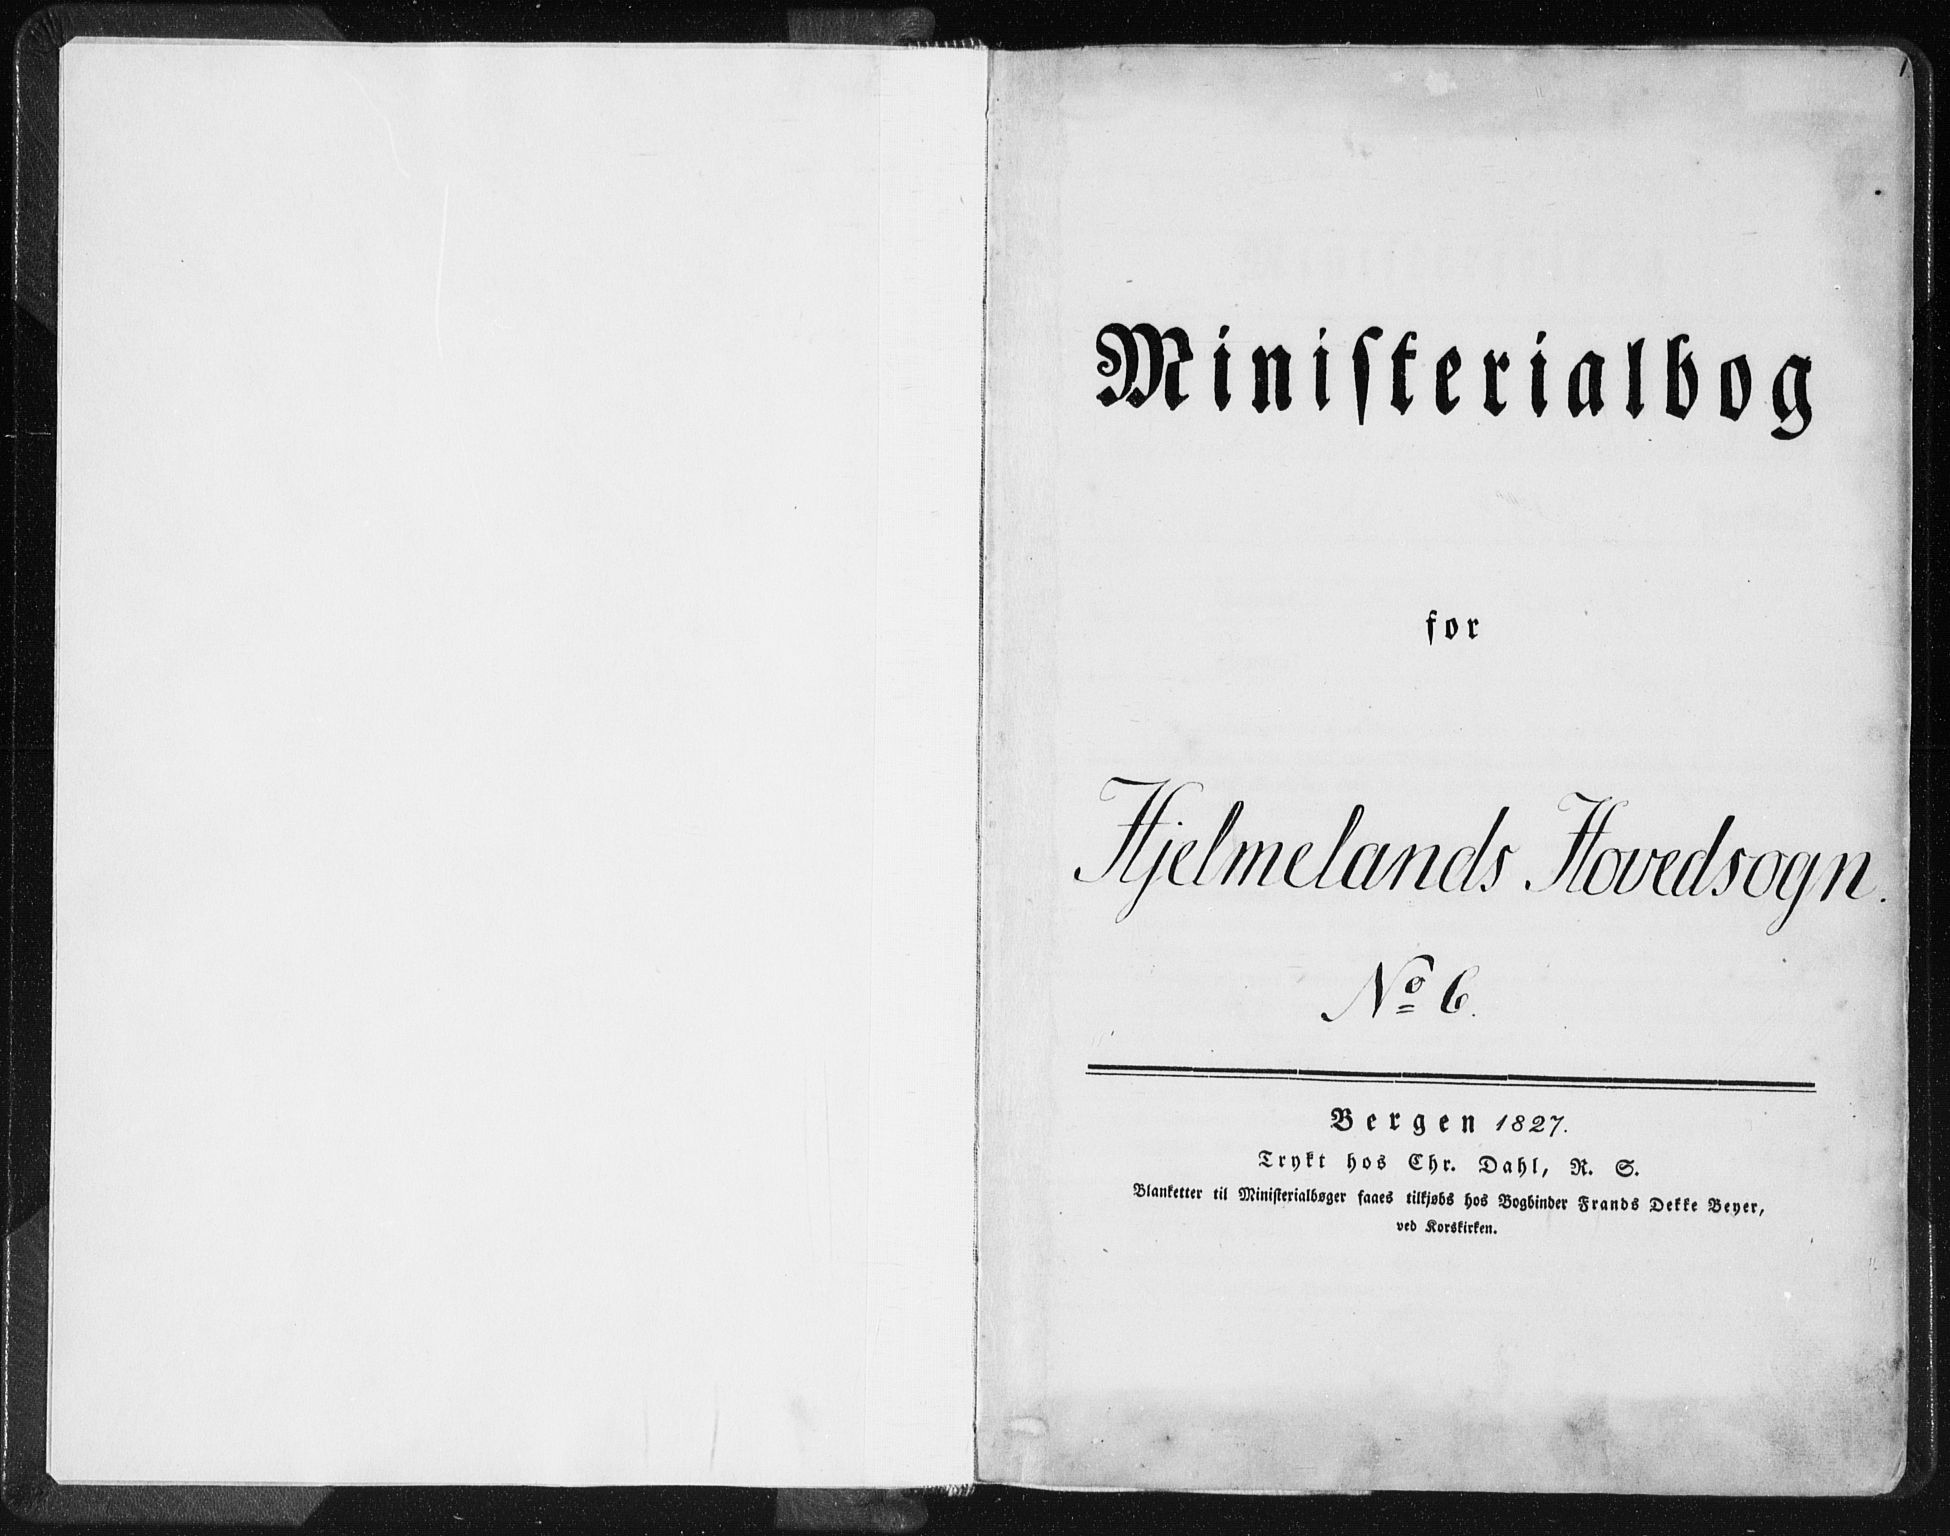 1.
Ministerialbog
for
Hjelmelands Hovedsogn.
No 6.
Bergen 1827.
Trykt hos Chr. Dahl, R. S.
Blanketter til Ministerialbøger faaes tilkjøbs hos Bogbinder Frands Dekke Beyer,
ved Korskirken.